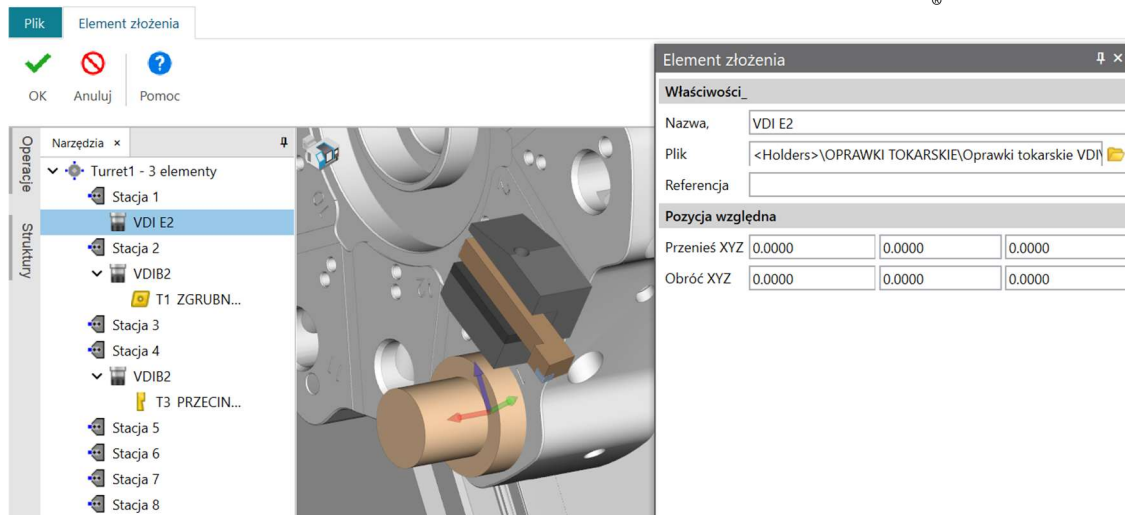 ®
Plik Element złożenia
OK Anuluj Pomoc
Operacje
Struktury
Narzędzia ×
Turret1 - 3 elementy
Stacja 1
VDI E2
Stacja 2
VDIB2
T1 ZGRUBN...
Stacja 3
Stacja 4
VDIB2
T3 PRZECIN...
Stacja 5
Stacja 6
Stacja 7
Stacja 8
12
Element złożenia
Właściwości_
Nazwa, VDI E2
Plik <Holders>\OPRAWKI TOKARSKIE\Oprawki tokarskie VDI\
Referencja
Pozycja względna
Przenieś XYZ 0.0000 0.0000 0.0000
Obróć XYZ 0.0000 0.0000 0.0000